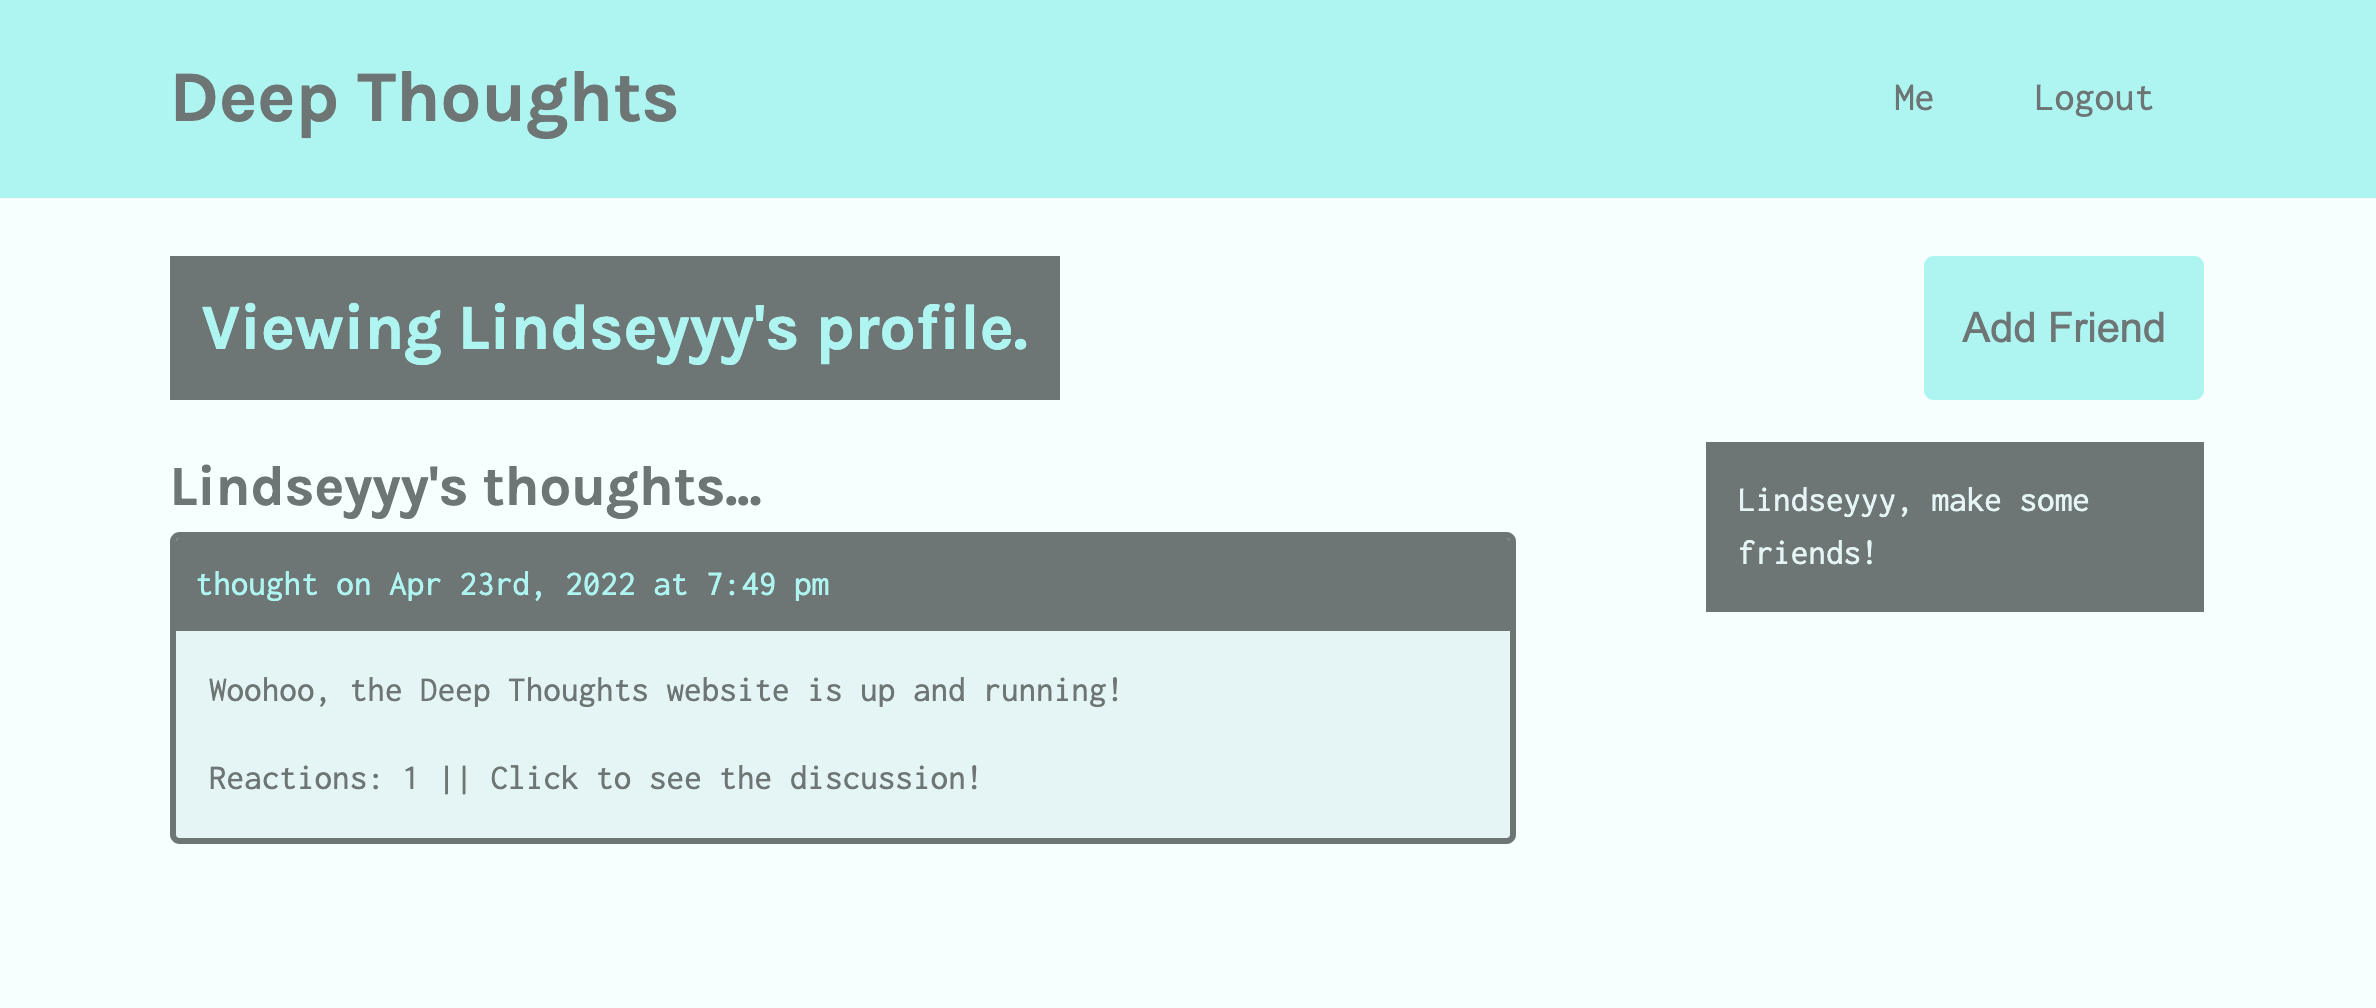 Deep Thoughts
Me
Logout
Viewing Lindseyyy's profile.
Add Friend
Lindseyyy's thoughts...
thought on Apr 23rd, 2022 at 7:49 pm
Woohoo, the Deep Thoughts website is up and running!
Reactions: 1 || Click to see the discussion!
Lindseyyy, make some
friends!